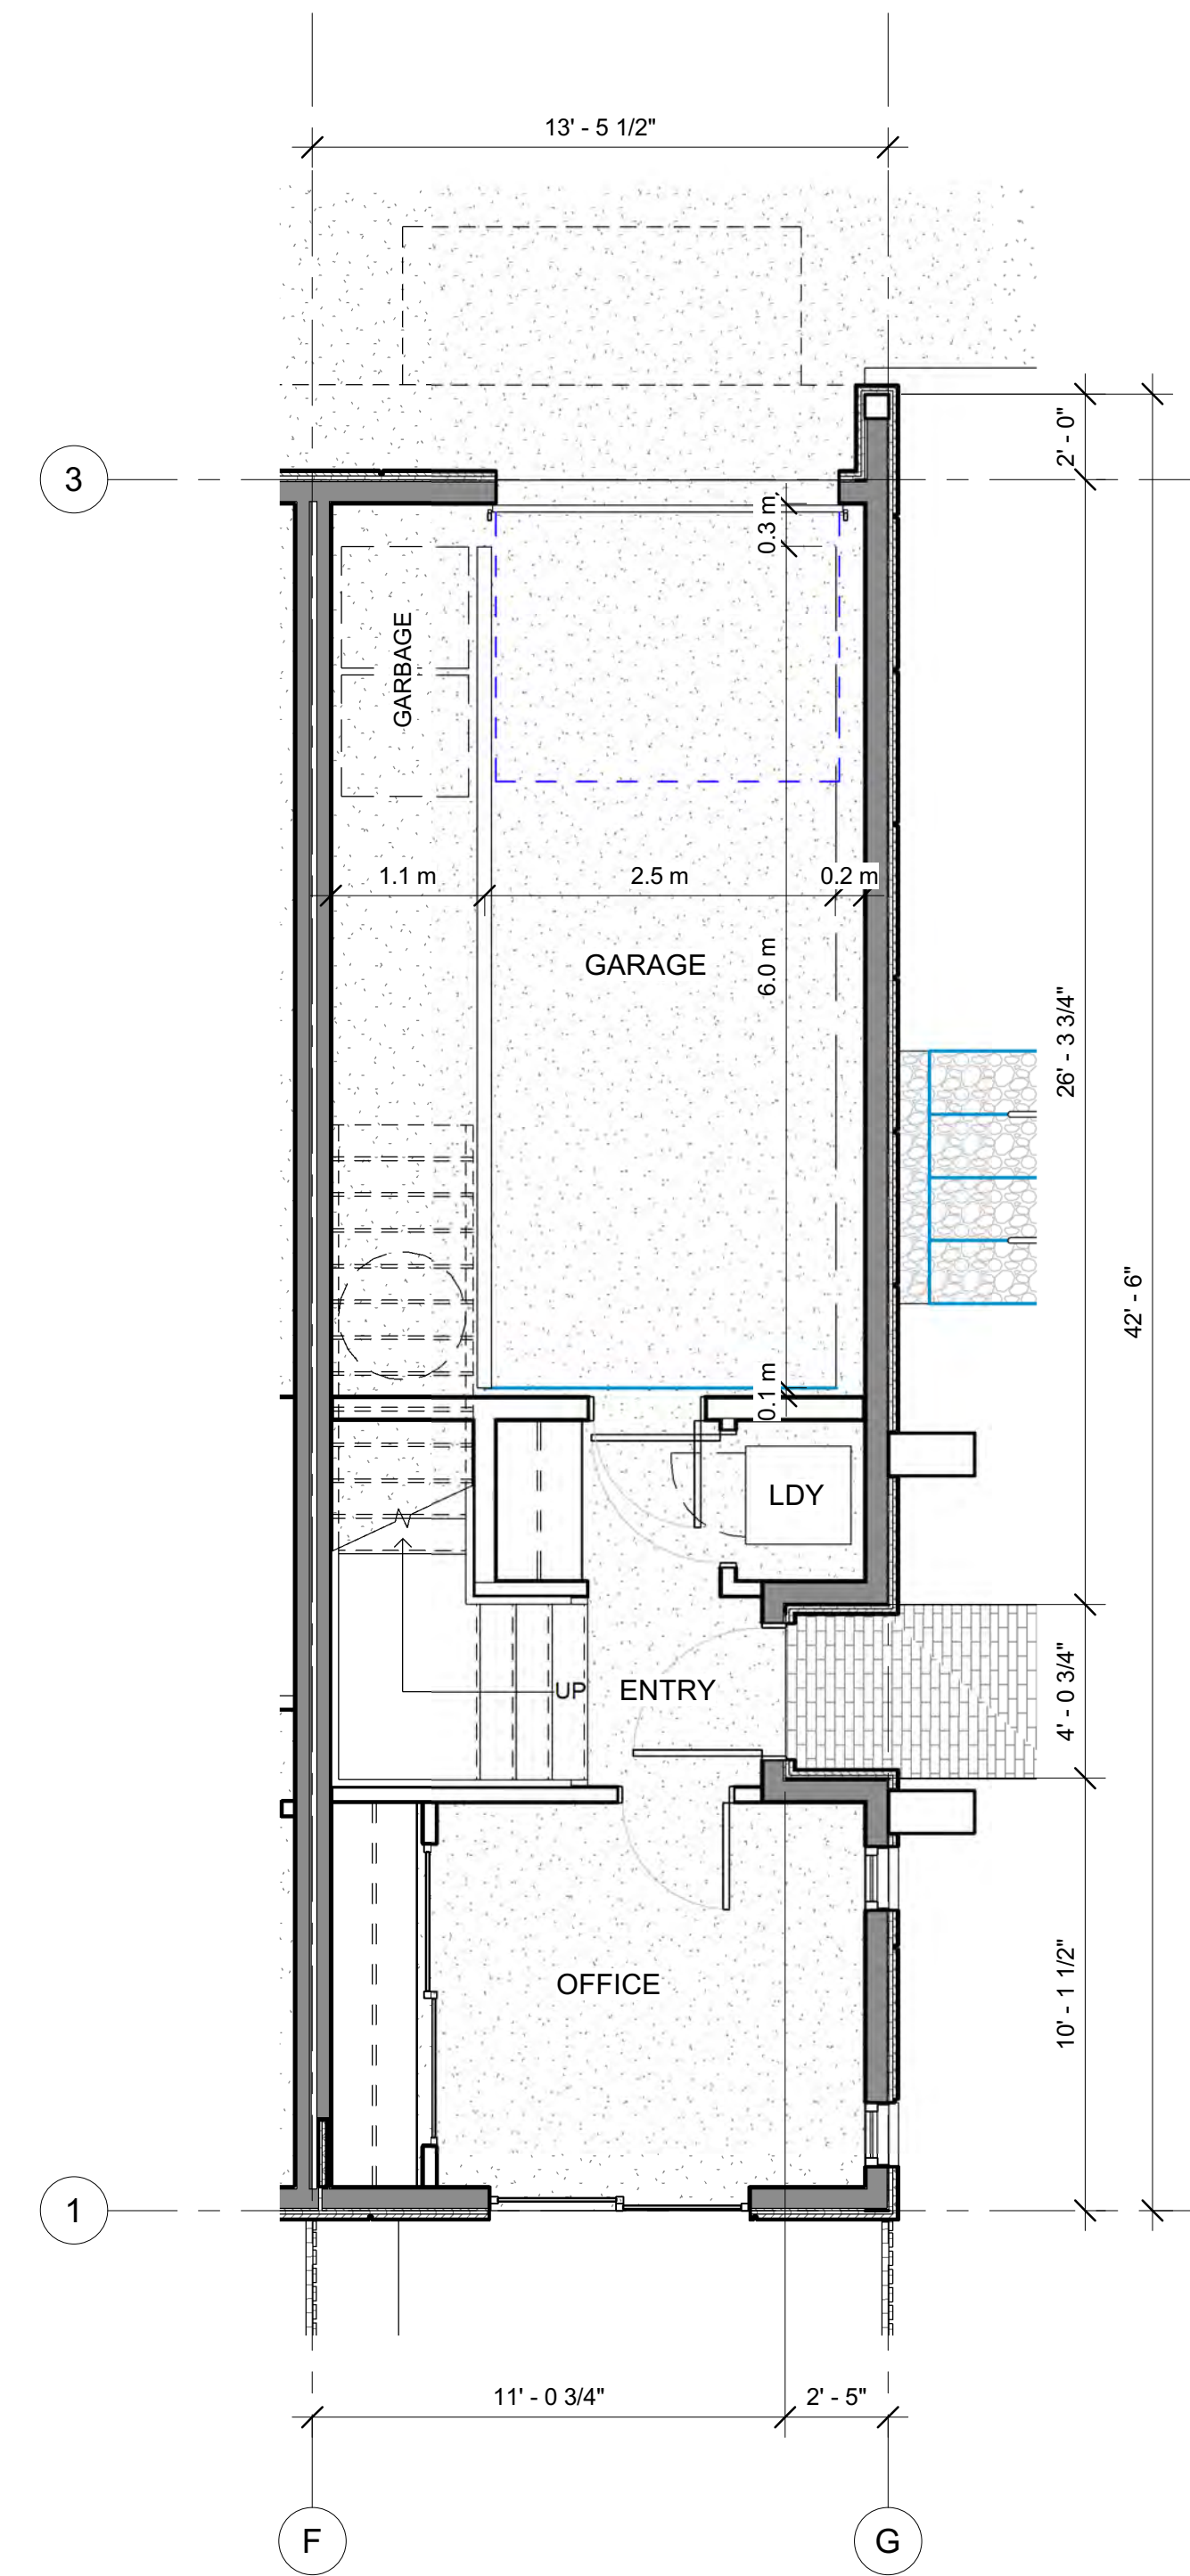 13' - 5 1/2"
2' - 0"
3
0.3 m
GARBAGE
1.1 m
2.5 m
0.2 m
GARAGE
6.0 m
26' - 3 3/4"
42' - 6"
0.1 m
LDY
UP
ENTRY
4' - 0 3/4"
OFFICE
10' - 1 1/2"
1
11' - 0 3/4"
2' - 5"
F
G